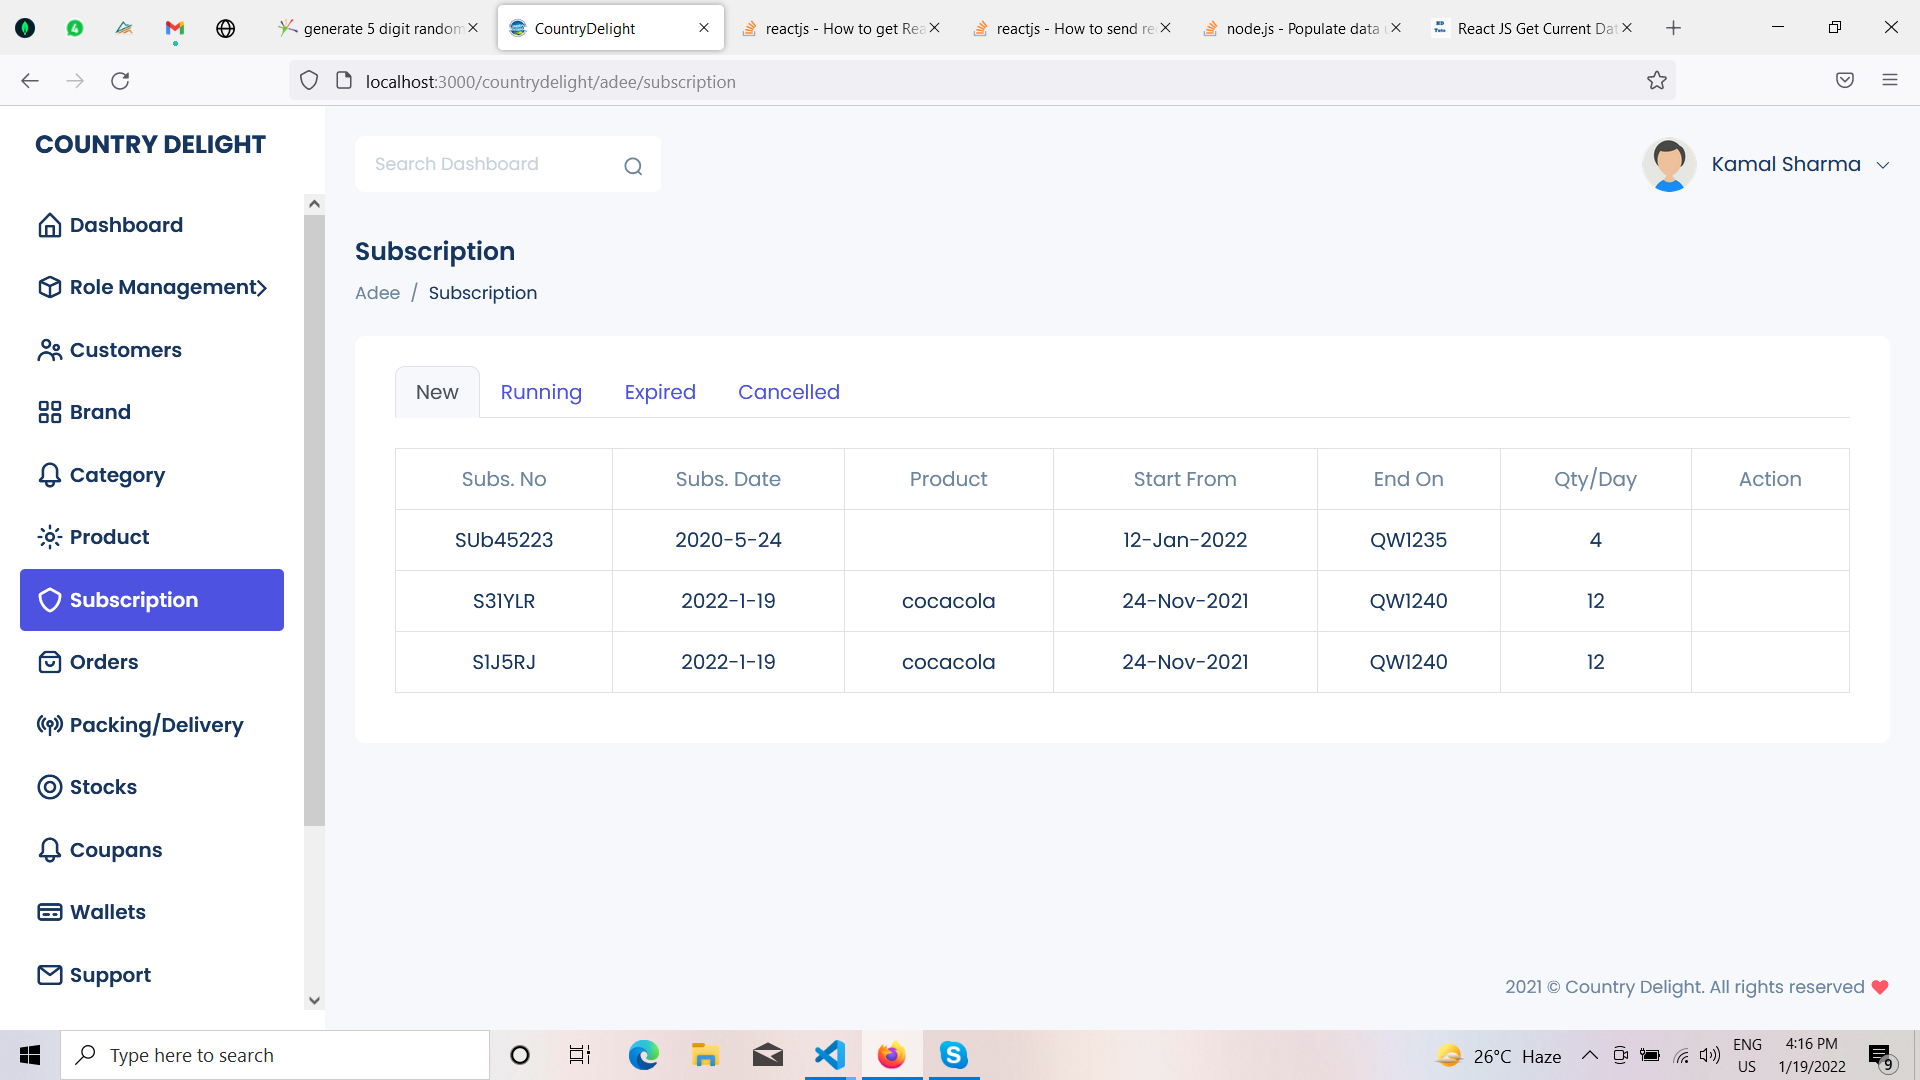 generate 5 digit random
CountryDelight
reactjs - How to get Rea
reactjs - How to send re
node.js - Populate data
React JS Get Current Dat
localhost:3000/countrydelight/adee/subscription
COUNTRY DELIGHT
Search Dashboard
Kamal Sharma
Dashboard
Role Management
Customers
Brand
Category
Product
Subscription
Orders
Packing/Delivery
Stocks
Coupans
Wallets
Support
Subscription
Adee / Subscription
New Running Expired Cancelled
Subs. No Subs. Date Product Start From End On Qty/Day Action
SUb45223 2020-5-24 12-Jan-2022 QW1235 4
S31YLR 2022-1-19 cocacola 24-Nov-2021 QW1240 12
S1J5RJ 2022-1-19 cocacola 24-Nov-2021 QW1240 12
2021 © Country Delight. All rights reserved
Type here to search
26°C Haze
ENG
US
4:16 PM
1/19/2022
9